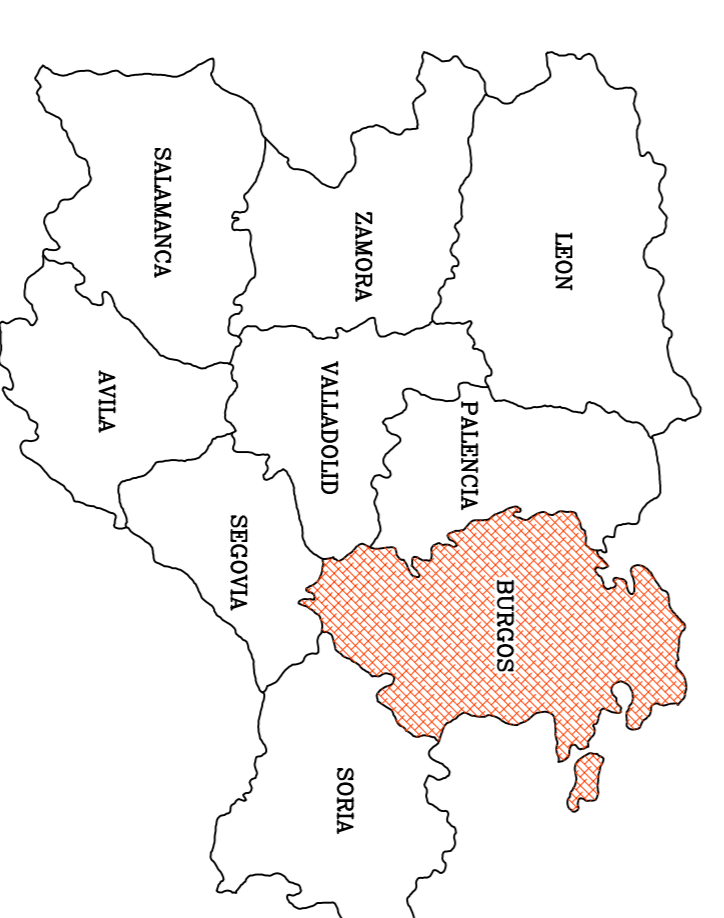 LEON
PALENCIA
BURGOS
ZAMORA
VALLADOLID
SORIA
SEGOVIA
SALAMANCA
AVILA